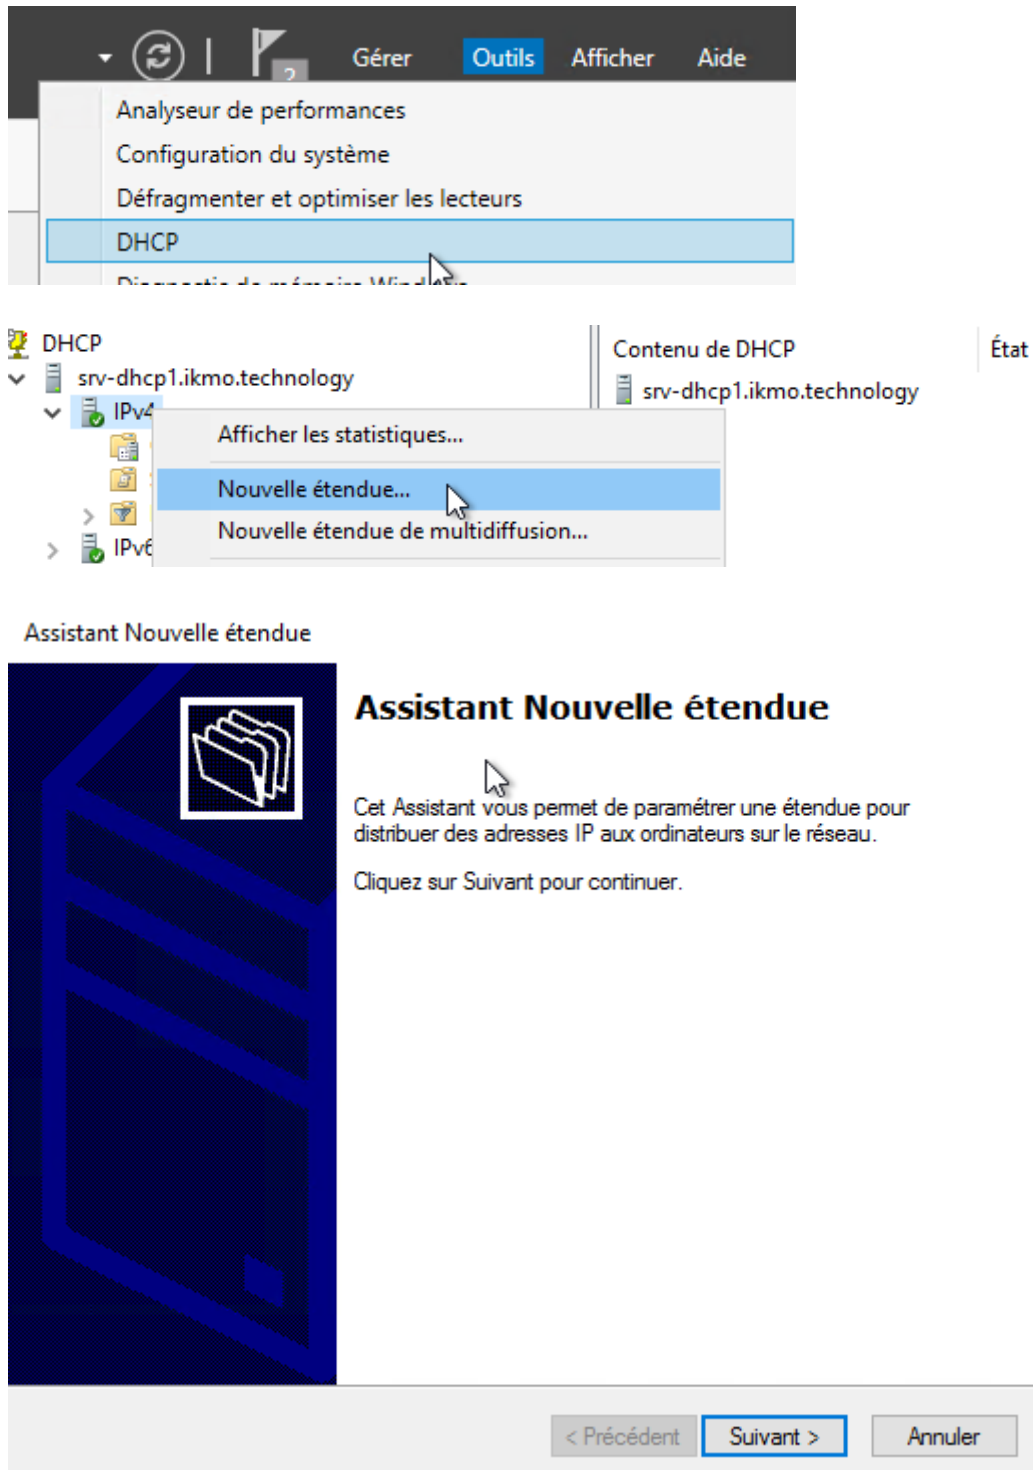 Gérer Outils Afficher Aide
Analyseur de performances
Configuration du système
Défragmenter et optimiser les lecteurs
DHCP
DHCP
srv-dhcp1.ikmo.technology
IPv4
Afficher les statistiques...
Nouvelle étendue...
Nouvelle étendue de multidiffusion...
IPv6
Contenu de DHCP État
srv-dhcp1.ikmo.technology
Assistant Nouvelle étendue
Assistant Nouvelle étendue
Cet Assistant vous permet de paramétrer une étendue pour
distribuer des adresses IP aux ordinateurs sur le réseau.
Cliquez sur Suivant pour continuer.
< Précédent Suivant > Annuler